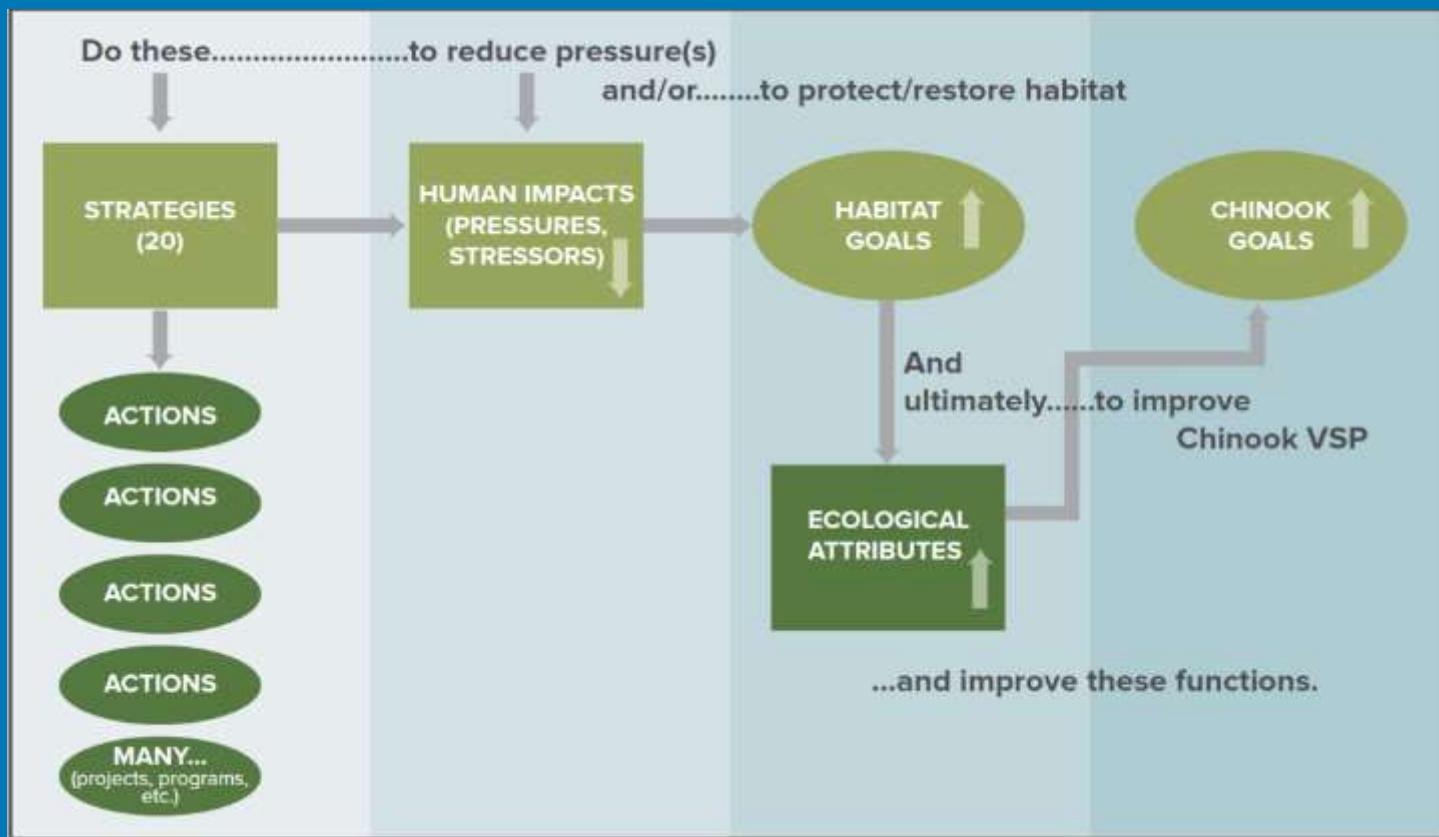 Do these........................to reduce pressure(s)
and/or........to protect/restore habitat
STRATEGIES
(20)
HUMAN IMPACTS
(PRESSURES,
STRESSORS)
HABITAT
GOALS
CHINOOK
GOALS
ACTIONS
ACTIONS
ACTIONS
ACTIONS
MANY...
(projects, programs,
etc.)
And
ultimately......to improve
Chinook VSP
ECOLOGICAL
ATTRIBUTES
...and improve these functions.